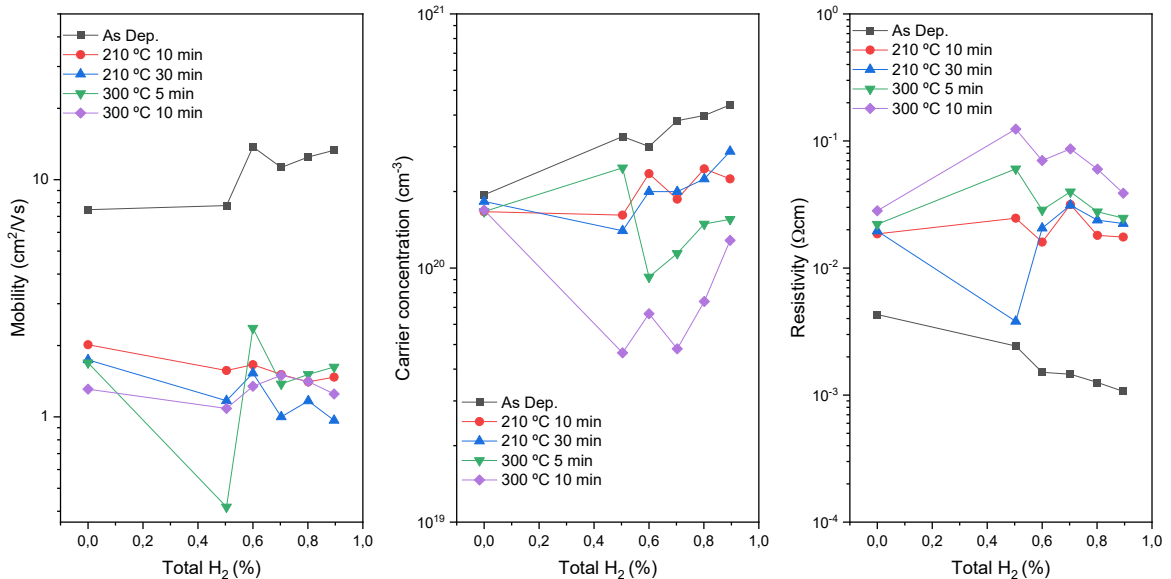 Mobility (cm²/Vs)
10
1
As Dep.
210 ºC 10 min
210 ºC 30 min
300 ºC 5 min
300 ºC 10 min
0,0 0,2 0,4 0,6 0,8 1,0
Total H₂ (%)
Carrier concentration (cm⁻³)
10²¹
10²⁰
10¹⁹
As Dep.
210 ºC 10 min
210 ºC 30 min
300 ºC 5 min
300 ºC 10 min
0,0 0,2 0,4 0,6 0,8 1,0
Total H₂ (%)
Resistivity (Ωcm)
10⁰
10⁻¹
10⁻²
10⁻³
10⁻⁴
As Dep.
210 ºC 10 min
210 ºC 30 min
300 ºC 5 min
300 ºC 10 min
0,0 0,2 0,4 0,6 0,8 1,0
Total H₂ (%)